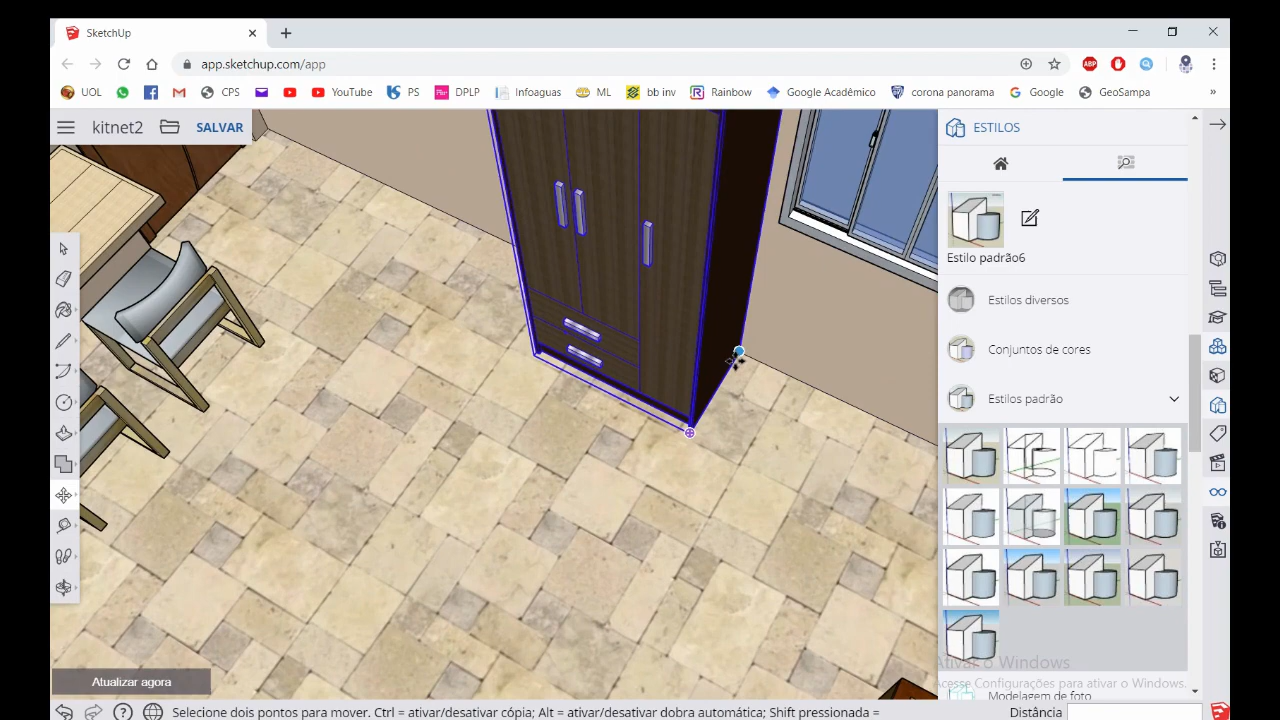 SketchUp
app.sketchup.com/app
ABP
UOL
CPS
YouTube
PS
DPLP
Infoaguas
ML
bb inv
Rainbow
Google Acadêmico
corona panorama
Google
GeoSampa
»
kitnet2
SALVAR
ESTILOS
Estilo padrão6
Estilos diversos
Conjuntos de cores
Estilos padrão
Ativar o Windows
Acesse Configurações para ativar o Windows.
Modelagem de foto
Atualizar agora
Selecione dois pontos para mover. Ctrl = ativar/desativar cópia; Alt = ativar/desativar dobra automática; Shift pressionada =
Distância